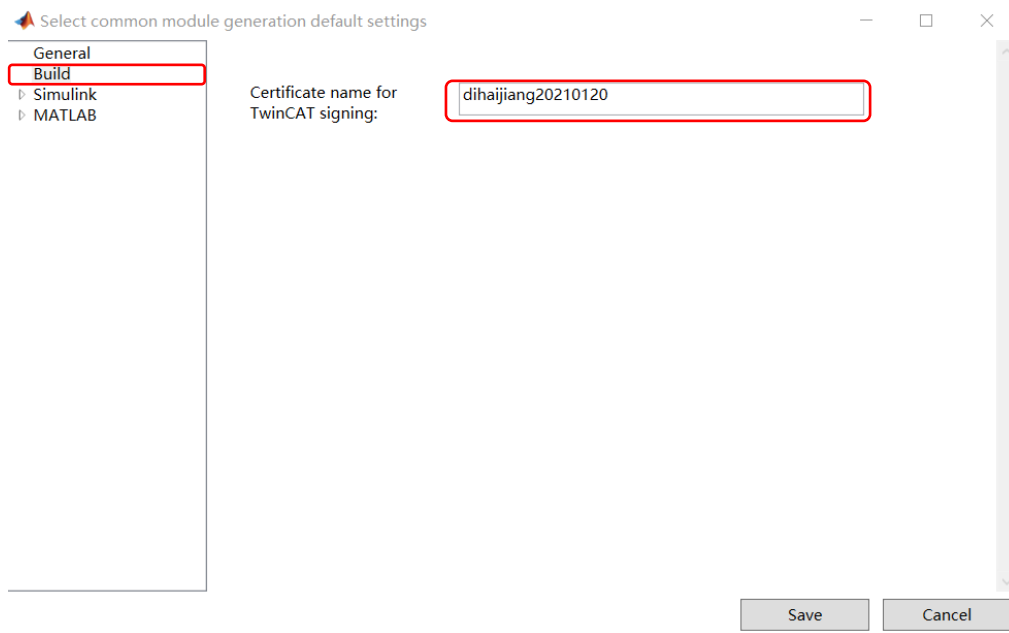 Select common module generation default settings
General
Build
Simulink
MATLAB
Certificate name for
TwinCAT signing:
dihaijiang20210120
Save
Cancel